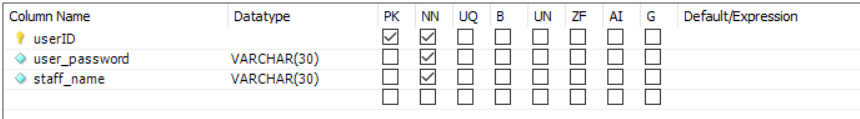 Column Name Datatype PK NN UQ B UN ZF AI G Default/Expression
userID
user_password VARCHAR(30)
staff_name VARCHAR(30)